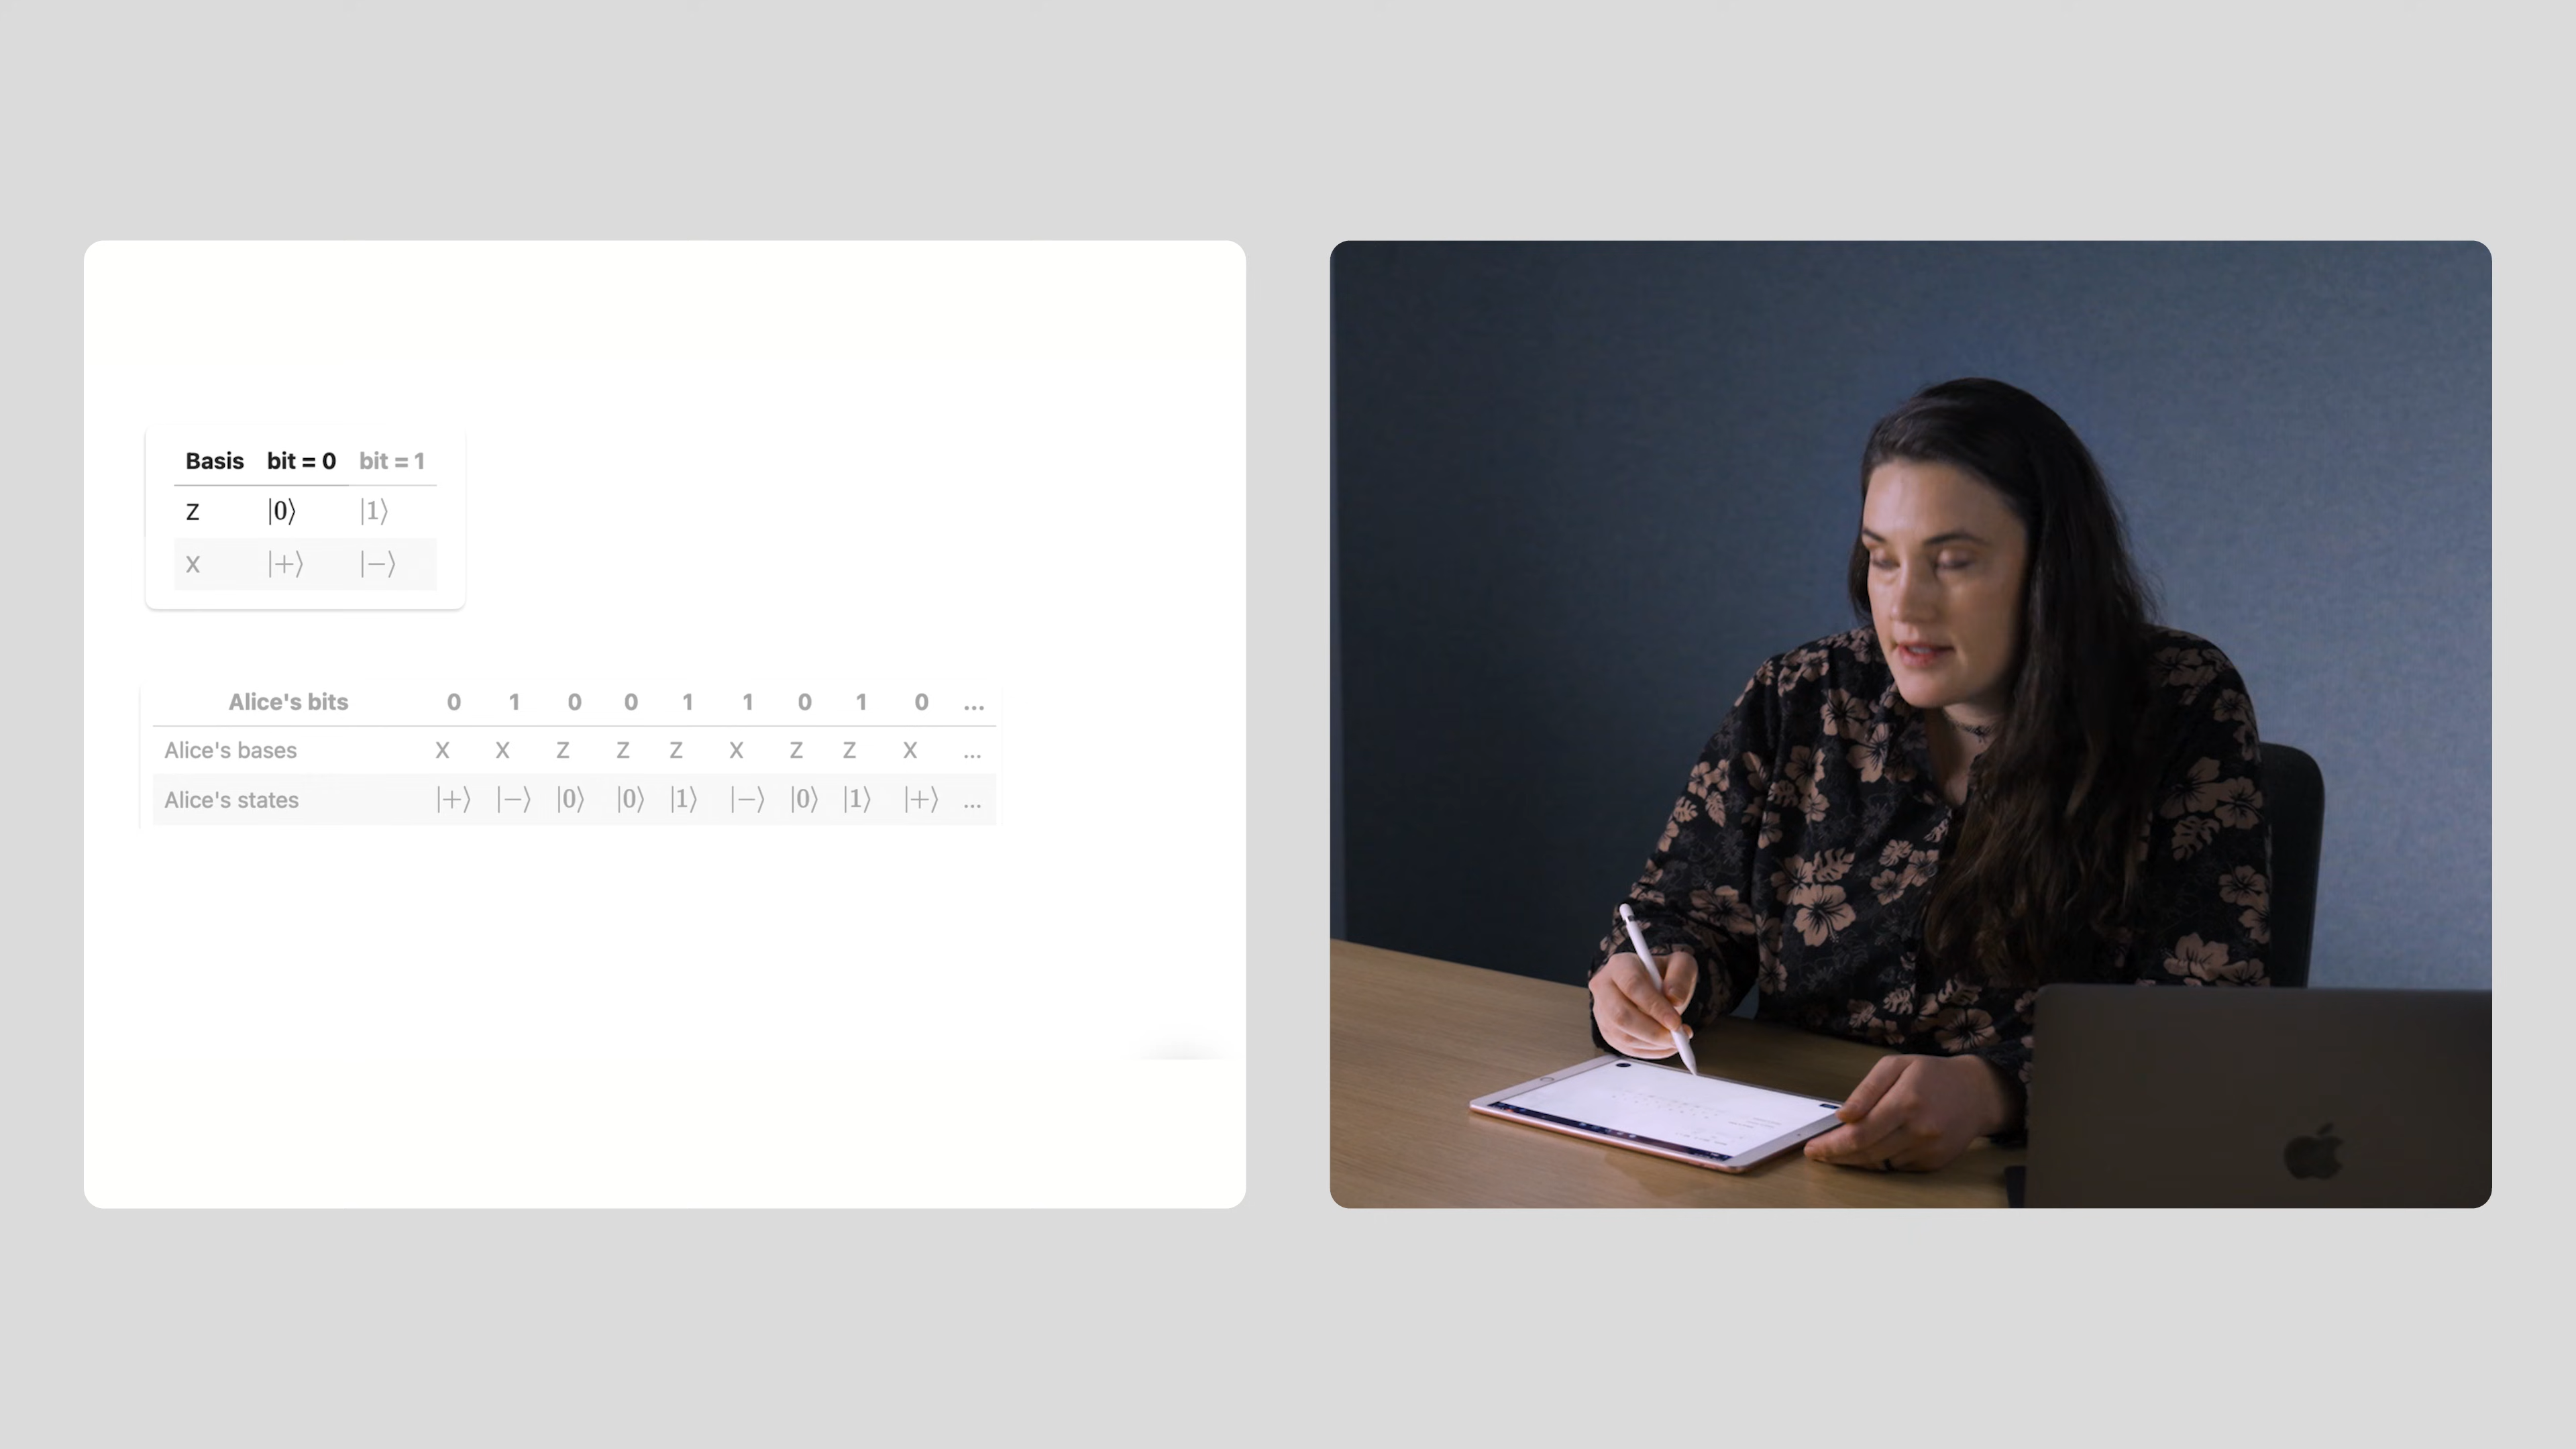 Basis bit = 0 bit = 1
Z |0⟩ |1⟩
X |+⟩ |−⟩
Alice's bits 0 1 0 0 1 1 0 1 0 ...
Alice's bases X X Z Z Z X Z Z X ...
Alice's states |+⟩ |−⟩ |0⟩ |0⟩ |1⟩ |−⟩ |0⟩ |1⟩ |+⟩ ...